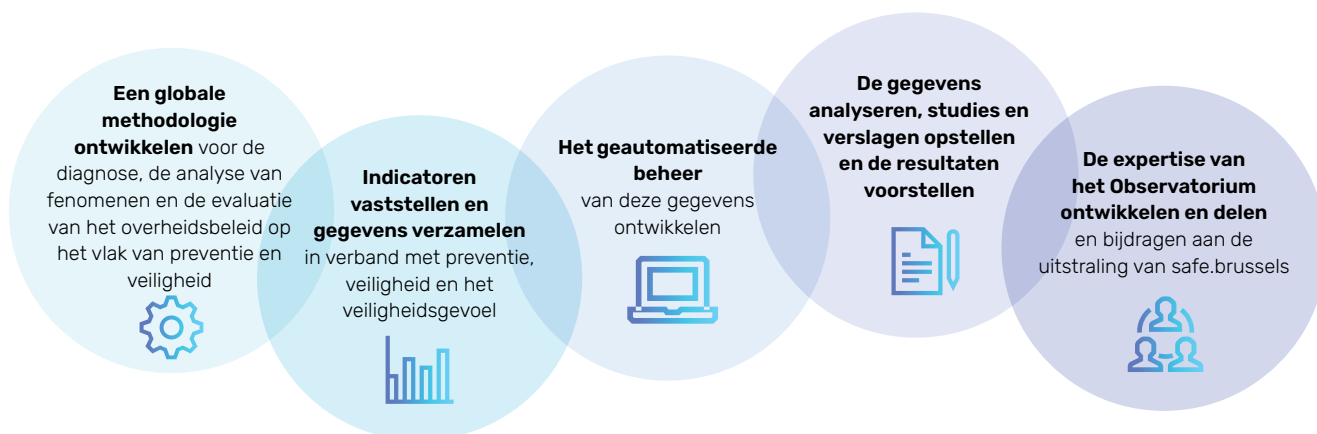 Een globale
methodologie
ontwikkelen voor de
diagnose, de analyse van
fenomenen en de evaluatie
van het overheidsbeleid op
het vlak van preventie en
veiligheid
Indicatoren
vaststellen en
gegevens verzamelen
in verband met preventie,
veiligheid en het
veiligheidsgevoel
Het geautomatiseerde
beheer
van deze gegevens
ontwikkelen
De gegevens
analyseren, studies en
verslagen opstellen
en de resultaten
voorstellen
De expertise van
het Observatorium
ontwikkelen en delen
en bijdragen aan de
uitstraling van safe.brussels